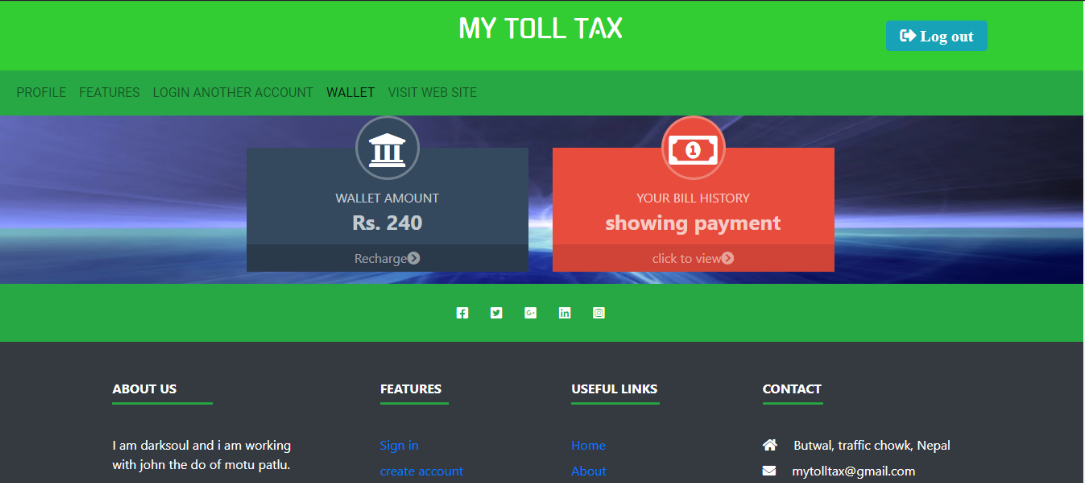 MY TOLL TAX
Log out
PROFILE FEATURES LOGIN ANOTHER ACCOUNT WALLET VISIT WEB SITE
WALLET AMOUNT
Rs. 240
Recharge
YOUR BILL HISTORY
showing payment
click to view
ABOUT US
I am darksoul and i am working
with john the do of motu patlu.
FEATURES
Sign in
create account
USEFUL LINKS
Home
About
CONTACT
Butwal, traffic chowk, Nepal
mytolltax@gmail.com